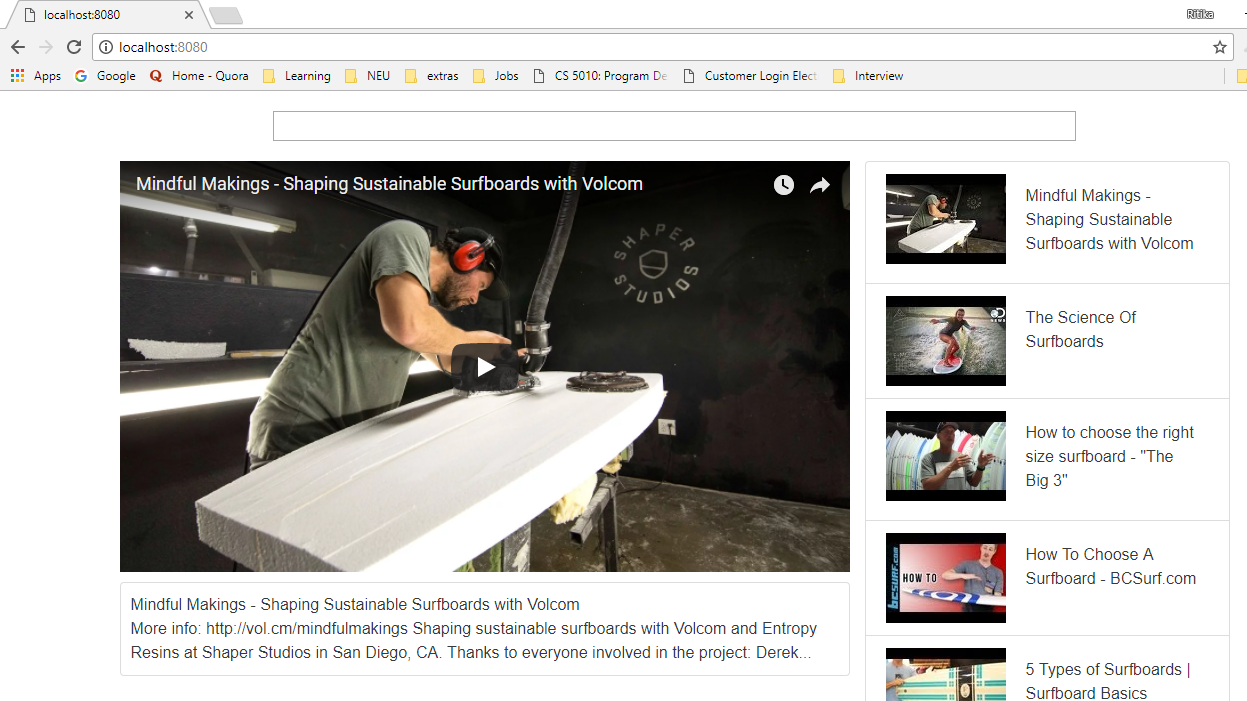 localhost:8080
Ritika
localhost:8080
Apps Google Home - Quora Learning NEU extras Jobs CS 5010: Program De Customer Login Elect Interview
Mindful Makings - Shaping Sustainable Surfboards with Volcom
SHAPER
STUDIOS
Mindful Makings - Shaping Sustainable Surfboards with Volcom
More info: http://vol.cm/mindfulmakings Shaping sustainable surfboards with Volcom and Entropy
Resins at Shaper Studios in San Diego, CA. Thanks to everyone involved in the project: Derek...
Mindful Makings -
Shaping Sustainable
Surfboards with Volcom
The Science Of
Surfboards
How to choose the right
size surfboard - "The
Big 3"
bcsurf.com
HOW TO
How To Choose A
Surfboard - BCSurf.com
5 Types of Surfboards |
Surfboard Basics